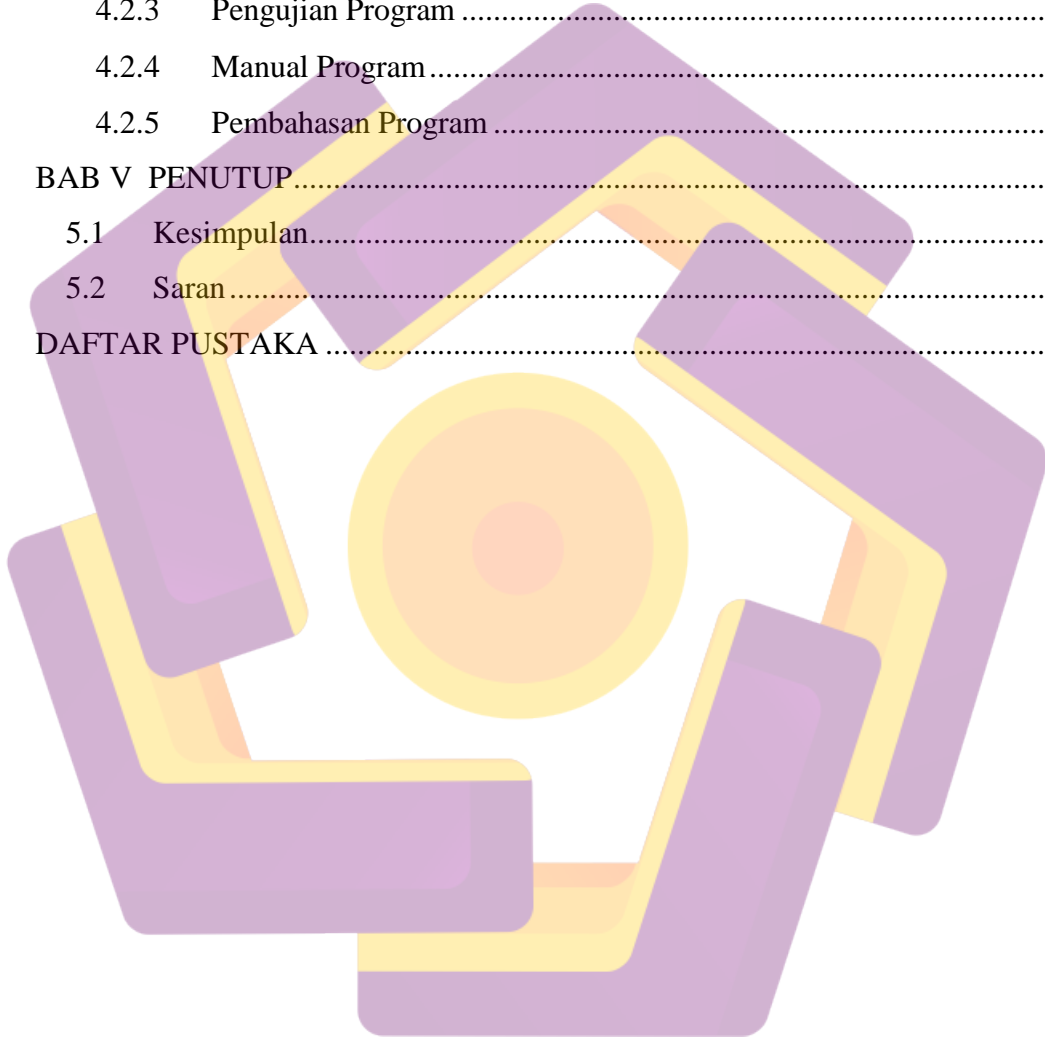 4.2.3 Pengujian Program ................................................................
4.2.4 Manual Program ................................................................
4.2.5 Pembahasan Program ................................................................
BAB V PENUTUP ................................................................
5.1 Kesimpulan ................................................................
5.2 Saran ................................................................
DAFTAR PUSTAKA ................................................................